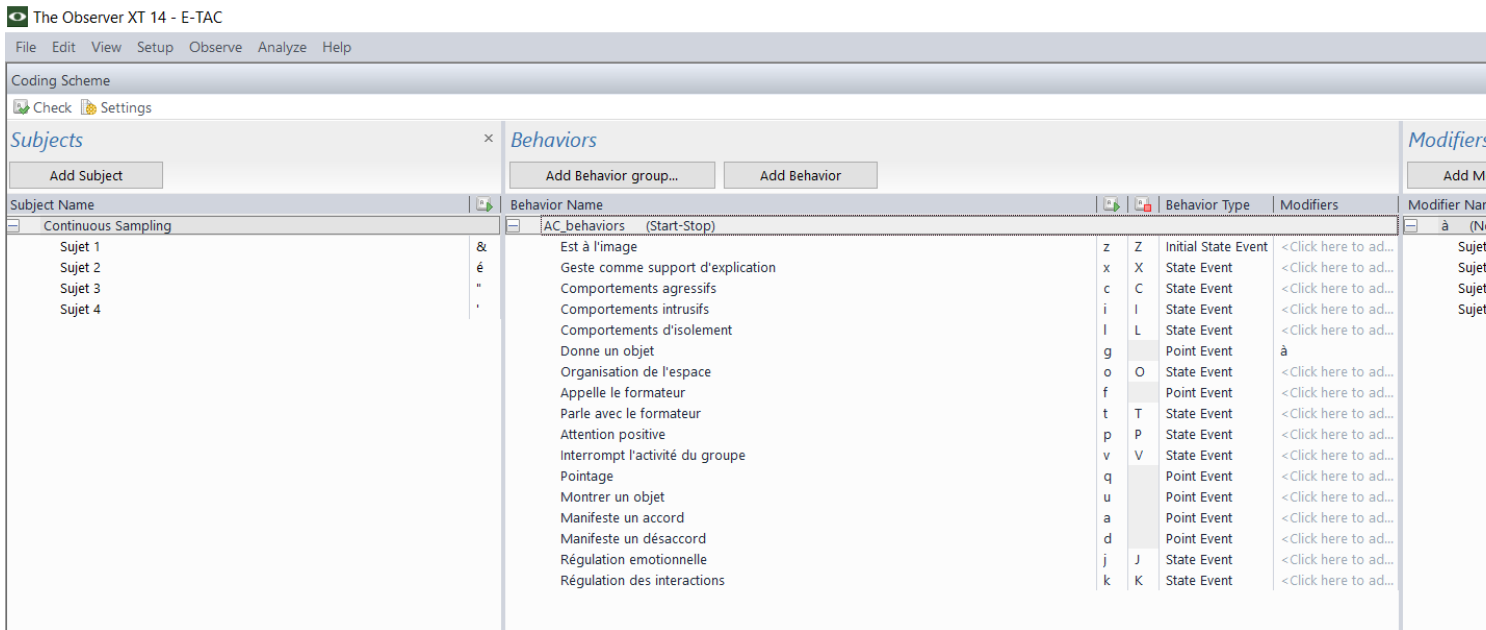 The Observer XT 14 - E-TAC
File Edit View Setup Observe Analyze Help
Coding Scheme
Check Settings
Subjects × Behaviors Modifiers
Add Subject Add Behavior group... Add Behavior Add M
Subject Name Behavior Name Behavior Type Modifiers Modifier Nar
Continuous Sampling AC_behaviors (Start-Stop) à (N
Sujet 1 & Est à l'image z Z Initial State Event <Click here to ad... Sujet
Sujet 2 é Geste comme support d'explication x X State Event <Click here to ad... Sujet
Sujet 3 " Comportements agressifs c C State Event <Click here to ad... Sujet
Sujet 4 ' Comportements intrusifs i I State Event <Click here to ad... Sujet
Comportements d'isolement l L State Event <Click here to ad...
Donne un objet g Point Event à
Organisation de l'espace o O State Event <Click here to ad...
Appelle le formateur f Point Event <Click here to ad...
Parle avec le formateur t T State Event <Click here to ad...
Attention positive p P State Event <Click here to ad...
Interrompt l'activité du groupe v V State Event <Click here to ad...
Pointage q Point Event <Click here to ad...
Montrer un objet u Point Event <Click here to ad...
Manifeste un accord a Point Event <Click here to ad...
Manifeste un désaccord d Point Event <Click here to ad...
Régulation emotionnelle j J State Event <Click here to ad...
Régulation des interactions k K State Event <Click here to ad...